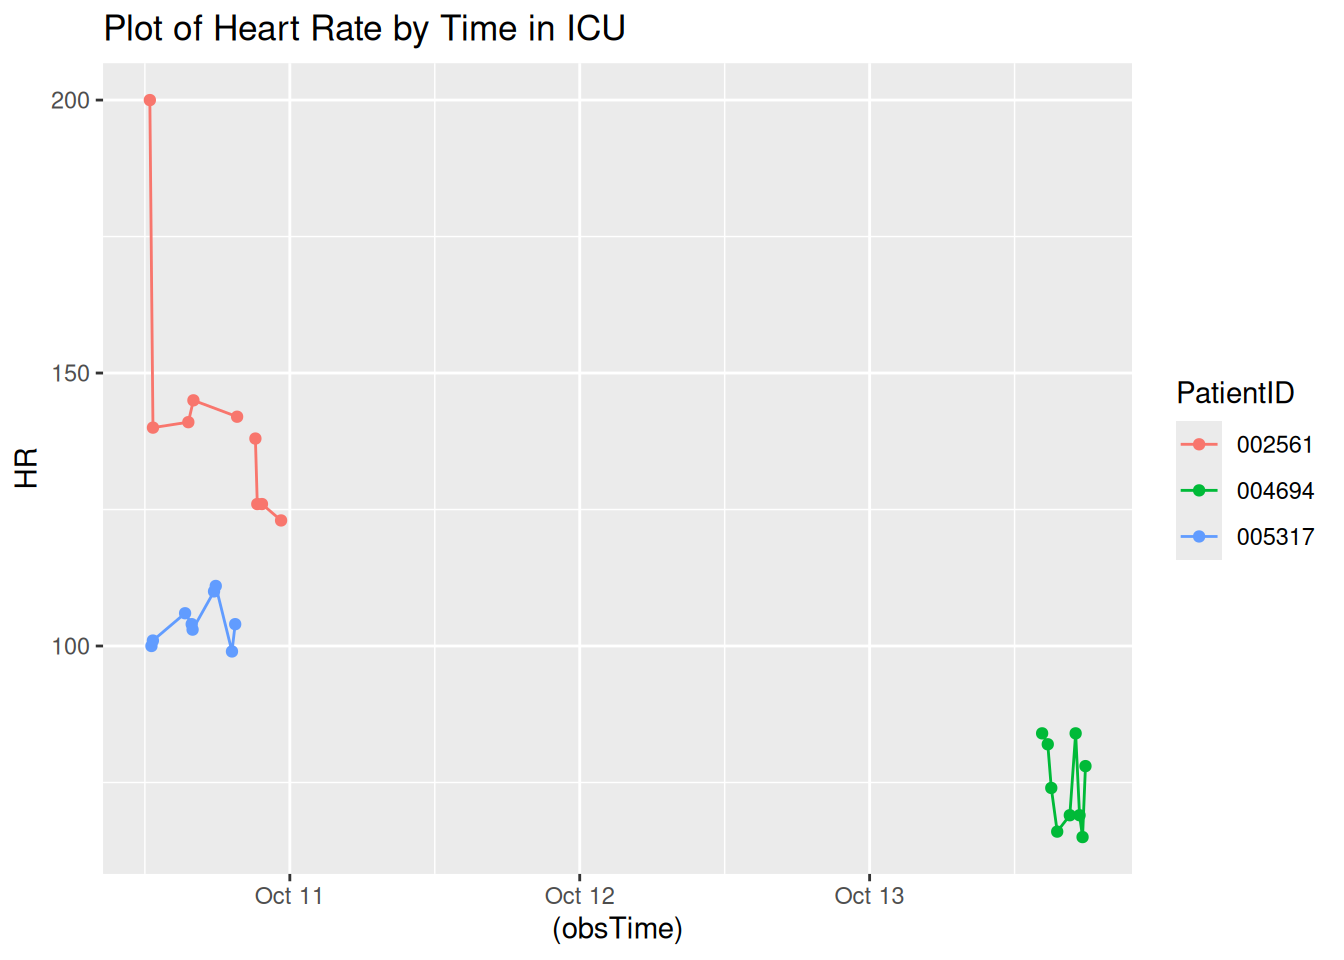 Plot of Heart Rate by Time in ICU
200
150
100
HR
Oct 11
Oct 12
Oct 13
(obsTime)
PatientID
002561
004694
005317